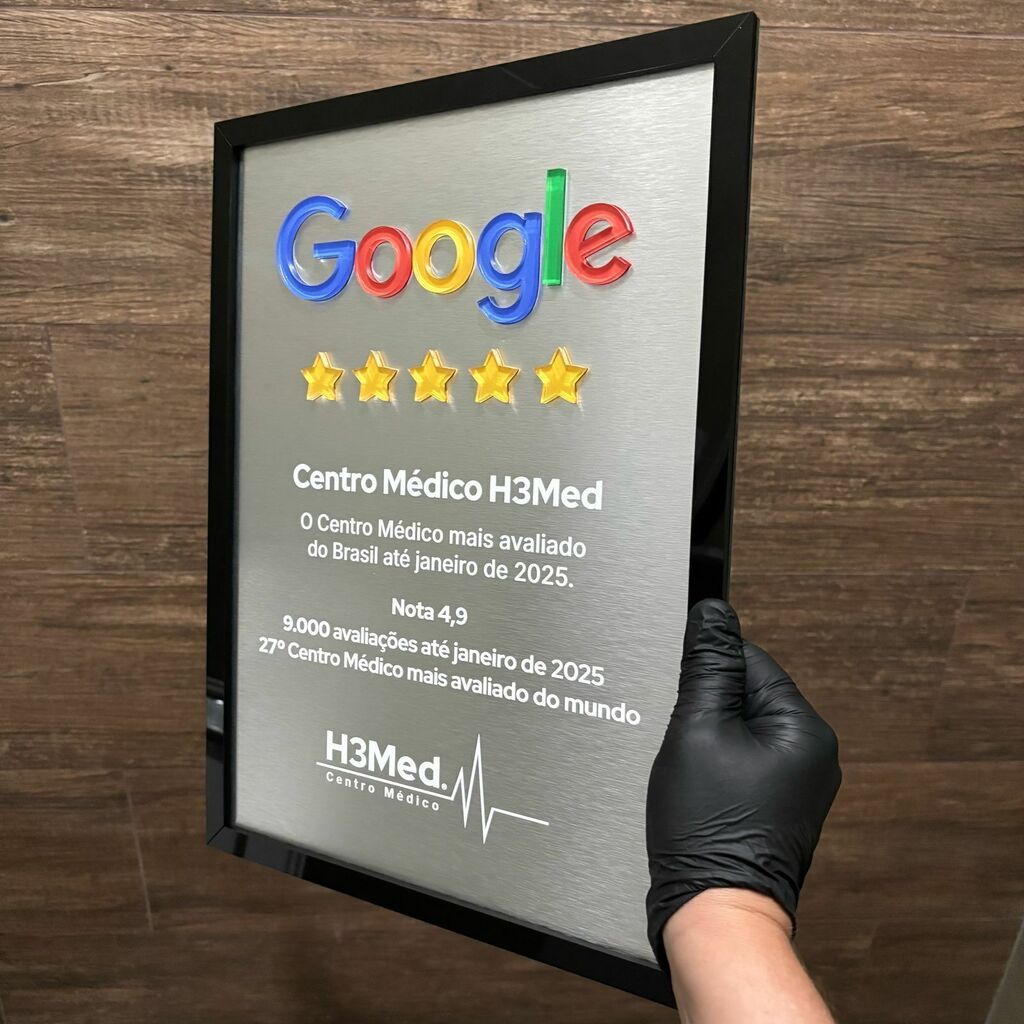 Google
Centro Médico H3Med
O Centro Médico mais avaliado
do Brasil até janeiro de 2025.
Nota 4,9
9.000 avaliações até janeiro de 2025
27º Centro Médico mais avaliado do mundo
H3Med.
Centro Médico